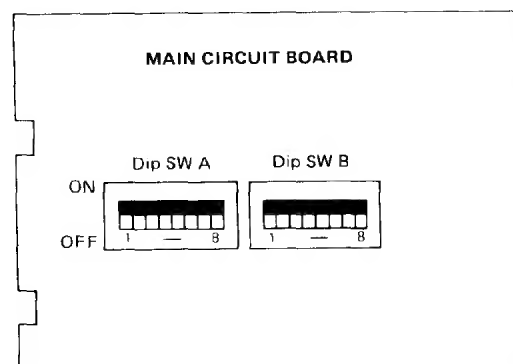 MAIN CIRCUIT BOARD
Dip SW A Dip SW B
ON
OFF
1 — 8 1 — 8